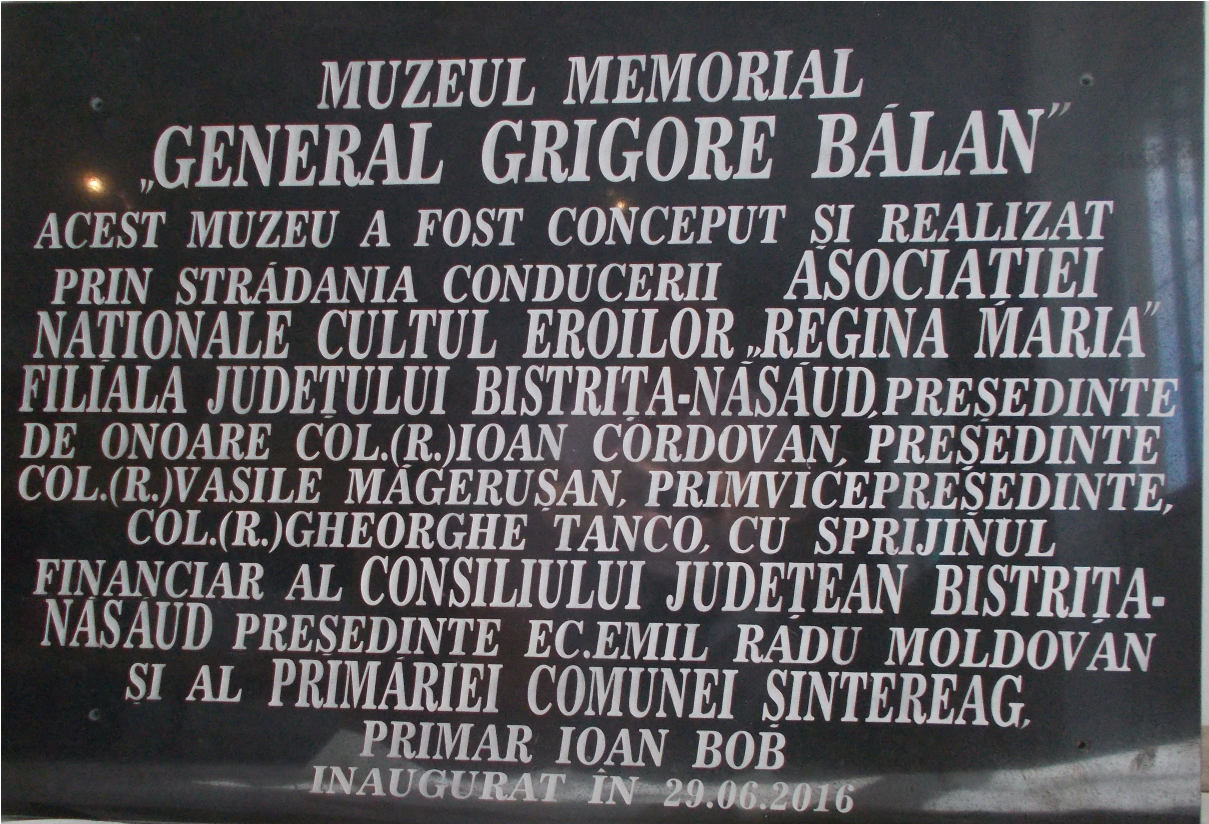 MUZEUL MEMORIAL
„GENERAL GRIGORE BĂLAN”
ACEST MUZEU A FOST CONCEPUT ȘI REALIZAT
PRIN STRĂDANIA CONDUCERII ASOCIAȚIEI
NAȚIONALE CULTUL EROILOR „REGINA MARIA”
FILIALA JUDEȚULUI BISTRIȚA-NĂSĂUD, PREȘEDINTE
DE ONOARE COL.(R.)IOAN CORDOVAN, PREȘEDINTE
COL.(R.)VASILE MĂGERUȘAN, PRIMVICEPREȘEDINTE,
COL.(R.)GHEORGHE TANCO, CU SPRIJINUL
FINANCIAR AL CONSILIULUI JUDEȚEAN BISTRIȚA-
NĂSĂUD PREȘEDINTE EC.EMIL RADU MOLDOVAN
ȘI AL PRIMĂRIEI COMUNEI ȘINTEREAG,
PRIMAR IOAN BOB
INAUGURAT ÎN 29.06.2016